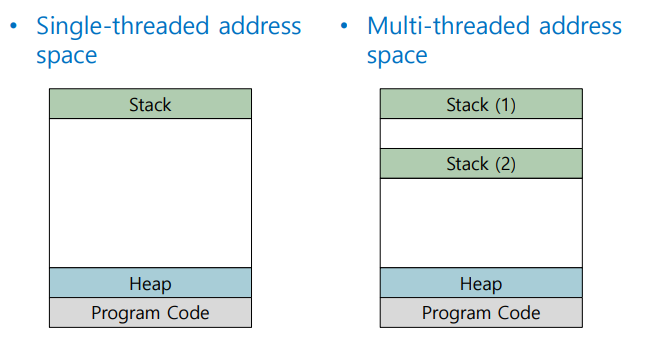 • Single-threaded address
space
Stack
Heap
Program Code
• Multi-threaded address
space
Stack (1)
Stack (2)
Heap
Program Code